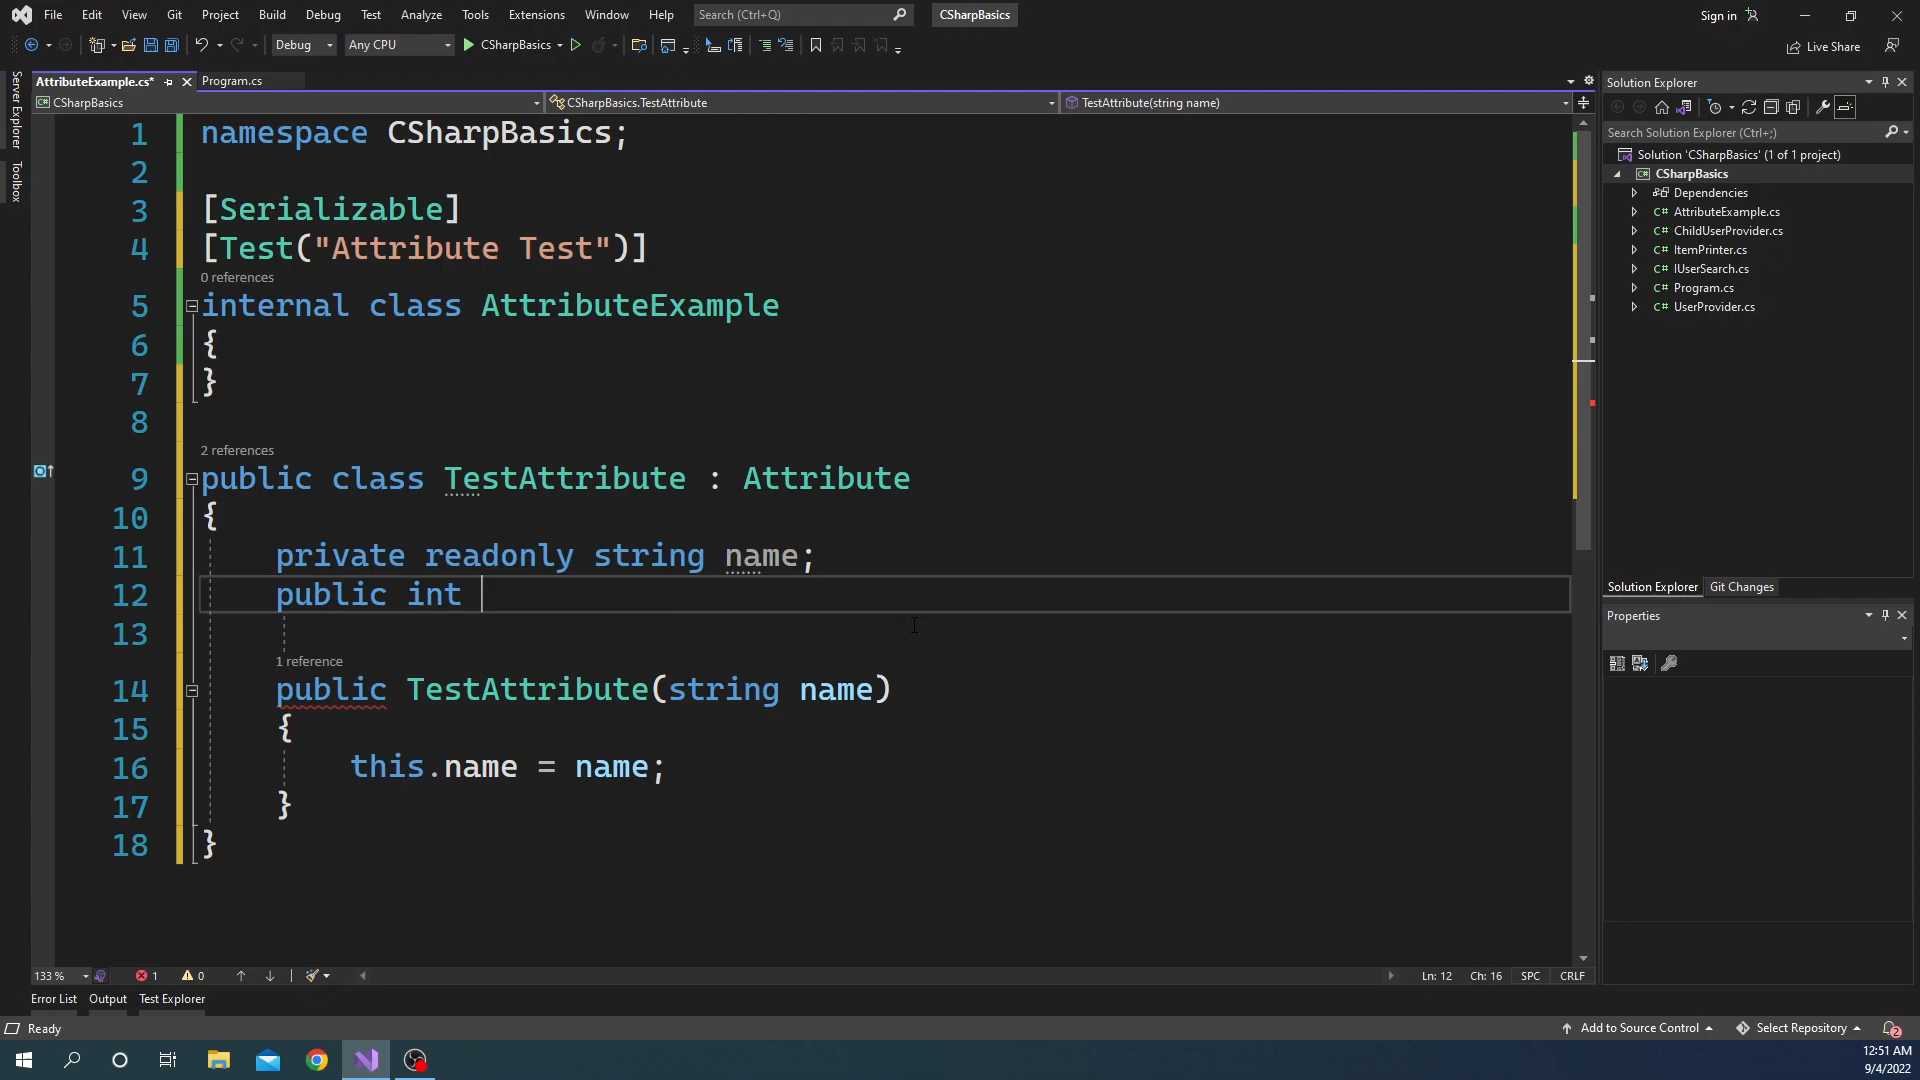 File Edit View Git Project Build Debug Test Analyze Tools Extensions Window Help Search (Ctrl+Q) CSharpBasics Sign in
Debug Any CPU CSharpBasics Live Share
AttributeExample.cs* Program.cs
CSharpBasics CSharpBasics.TestAttribute TestAttribute(string name)
Server Explorer
Toolbox
1 namespace CSharpBasics;
2
3 [Serializable]
4 [Test("Attribute Test")]
0 references
5 internal class AttributeExample
6 {
7 }
8
2 references
9 public class TestAttribute : Attribute
10 {
11 private readonly string name;
12 public int
13
1 reference
14 public TestAttribute(string name)
15 {
16 this.name = name;
17 }
18 }
133 % 1 0 Ln: 12 Ch: 16 SPC CRLF
Error List Output Test Explorer
Solution Explorer
Search Solution Explorer (Ctrl+;)
Solution 'CSharpBasics' (1 of 1 project)
C# CSharpBasics
Dependencies
C# AttributeExample.cs
C# ChildUserProvider.cs
C# ItemPrinter.cs
C# IUserSearch.cs
C# Program.cs
C# UserProvider.cs
Solution Explorer Git Changes
Properties
Ready Add to Source Control Select Repository 2
12:51 AM
9/4/2022